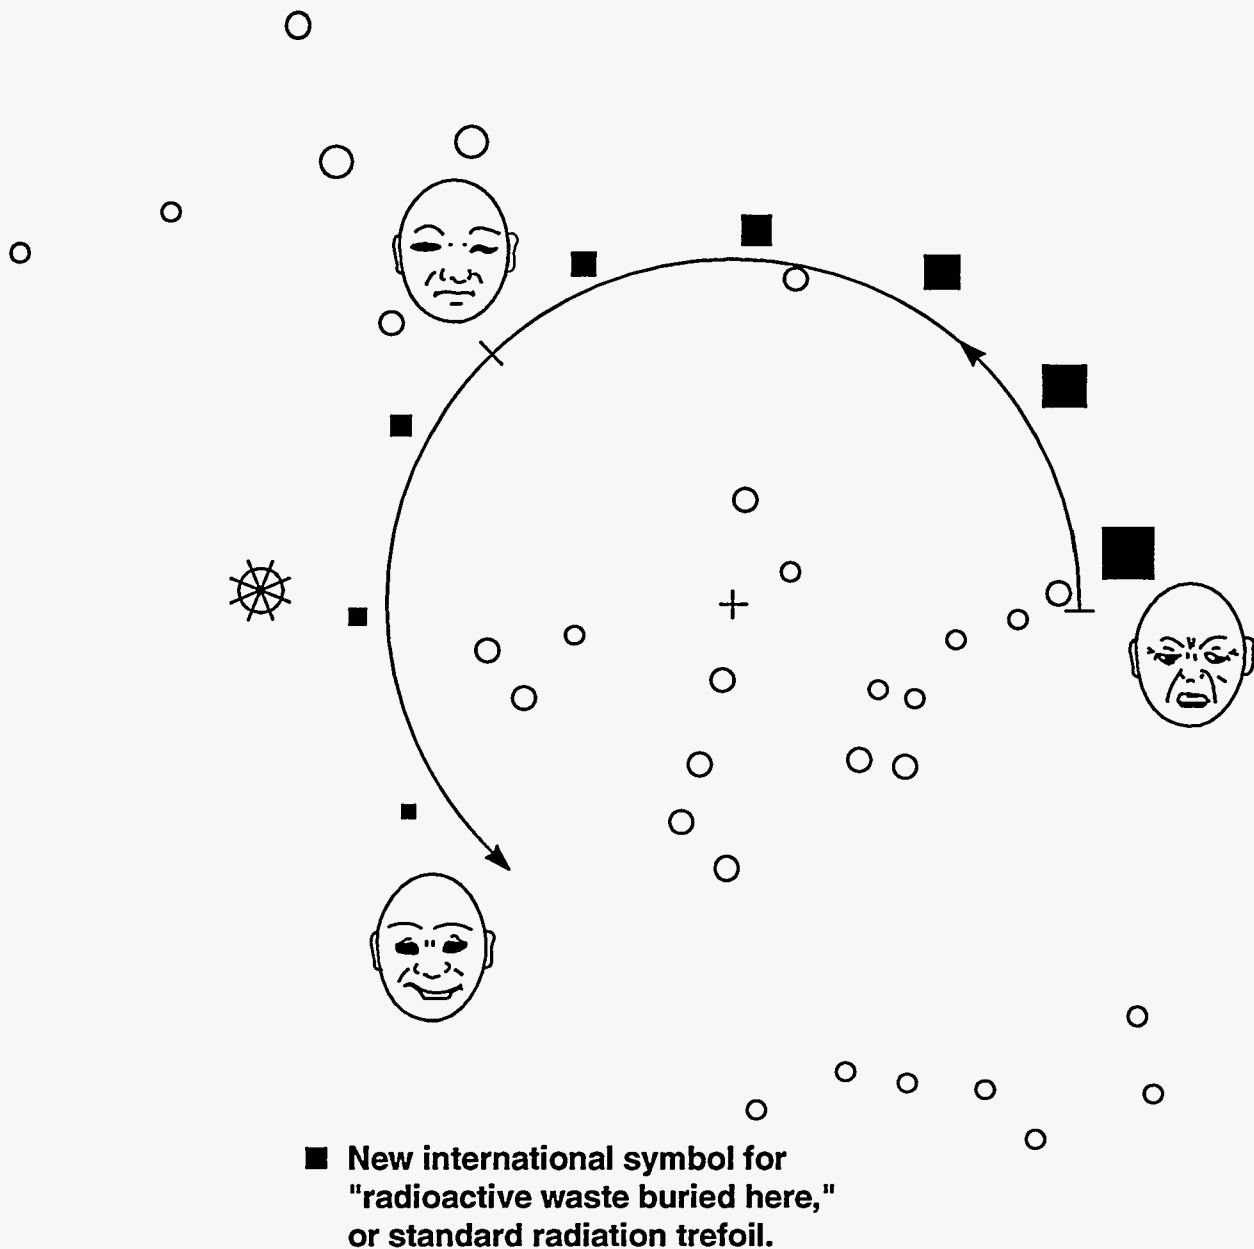 New international symbol for
"radioactive waste buried here,"
or standard radiation trefoil.